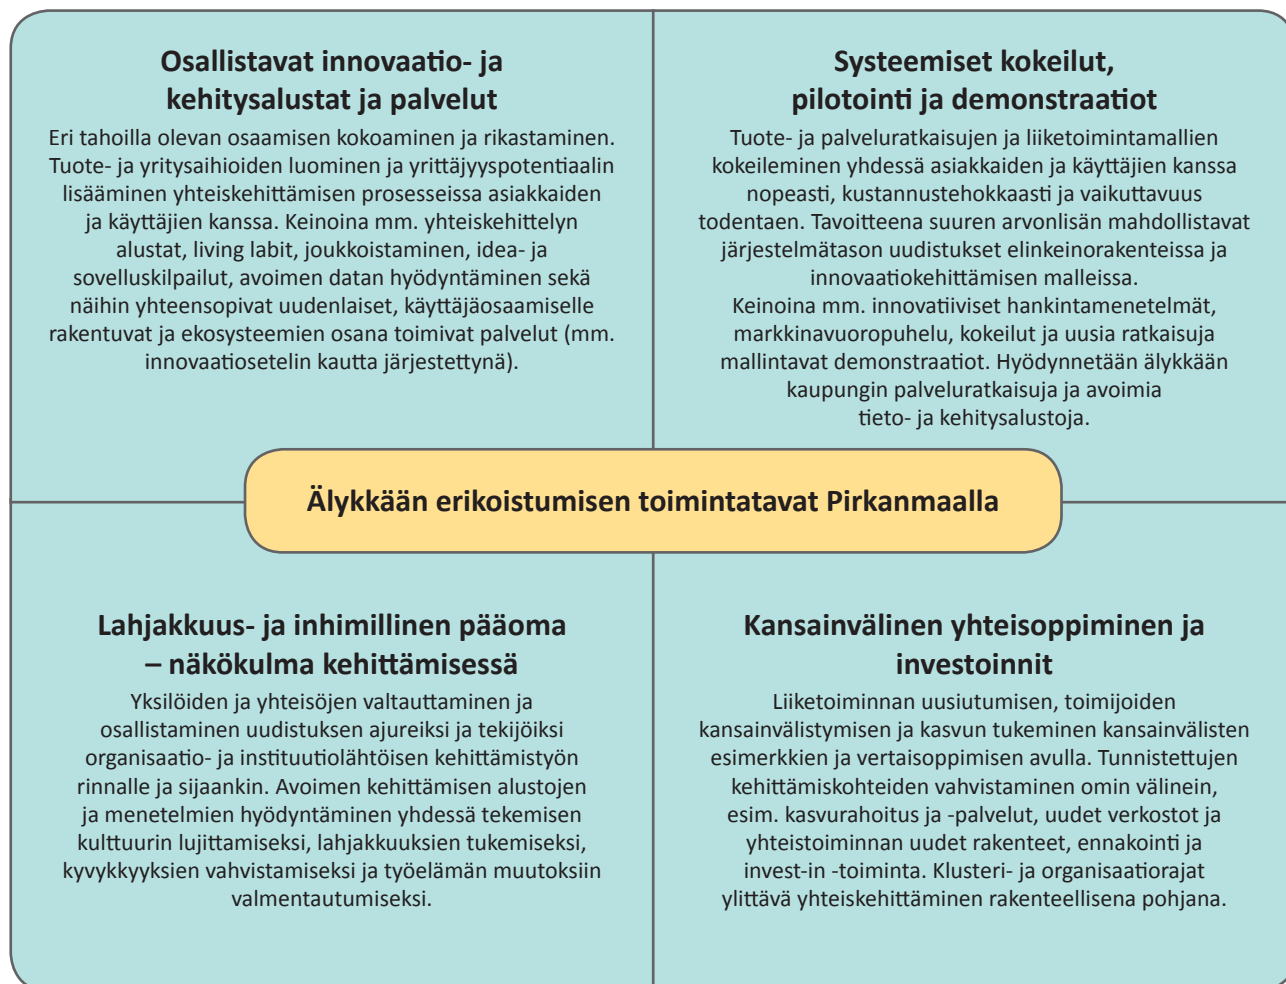 Osallistavat innovaatio- ja
kehitysalustat ja palvelut
Eri tahoilla olevan osaamisen kokoaminen ja rikastaminen.
Tuote- ja yritysaihioiden luominen ja yrittäjyyspotentiaalin
lisääminen yhteiskehittämisen prosesseissa asiakkaiden
ja käyttäjien kanssa. Keinoina mm. yhteiskehittelyn
alustat, living labit, joukkoistaminen, idea- ja
sovelluskilpailut, avoimen datan hyödyntäminen sekä
näihin yhteensopivat uudenlaiset, käyttäjäosaamiselle
rakentuvat ja ekosysteemien osana toimivat palvelut (mm.
innovaatiosetelin kautta järjestettynä).
Systeemiset kokeilut,
pilotointi ja demonstraatiot
Tuote- ja palveluratkaisujen ja liiketoimintamallien
kokeileminen yhdessä asiakkaiden ja käyttäjien kanssa
nopeasti, kustannustehokkaasti ja vaikuttavuus
todentaen. Tavoitteena suuren arvonlisän mahdollistavat
järjestelmätason uudistukset elinkeinorakenteissa ja
innovaatiokehittämisen malleissa.
Keinoina mm. innovatiiviset hankintamenetelmät,
markkinavuoropuhelu, kokeilut ja uusia ratkaisuja
mallintavat demonstraatiot. Hyödynnetään älykkään
kaupungin palveluratkaisuja ja avoimia
tieto- ja kehitysalustoja.
Älykkään erikoistumisen toimintatavat Pirkanmaalla
Lahjakkuus- ja inhimillinen pääoma
– näkökulma kehittämisessä
Yksilöiden ja yhteisöjen valtauttaminen ja
osallistaminen uudistuksen ajureiksi ja tekijöiksi
organisaatio- ja instituutiolähtöisen kehittämistyön
rinnalle ja sijaankin. Avoimen kehittämisen alustojen
ja menetelmien hyödyntäminen yhdessä tekemisen
kulttuurin lujittamiseksi, lahjakkuuksien tukemiseksi,
kyvykkyyksien vahvistamiseksi ja työelämän muutoksiin
valmentautumiseksi.
Kansainvälinen yhteisoppiminen ja
investoinnit
Liiketoiminnan uusiutumisen, toimijoiden
kansainvälistymisen ja kasvun tukeminen kansainvälisten
esimerkkien ja vertaisoppimisen avulla. Tunnistettujen
kehittämiskohteiden vahvistaminen omin välinein,
esim. kasvurahoitus ja -palvelut, uudet verkostot ja
yhteistoiminnan uudet rakenteet, ennakointi ja
invest-in -toiminta. Klusteri- ja organisaatiorajat
ylittävä yhteiskehittäminen rakenteellisena pohjana.